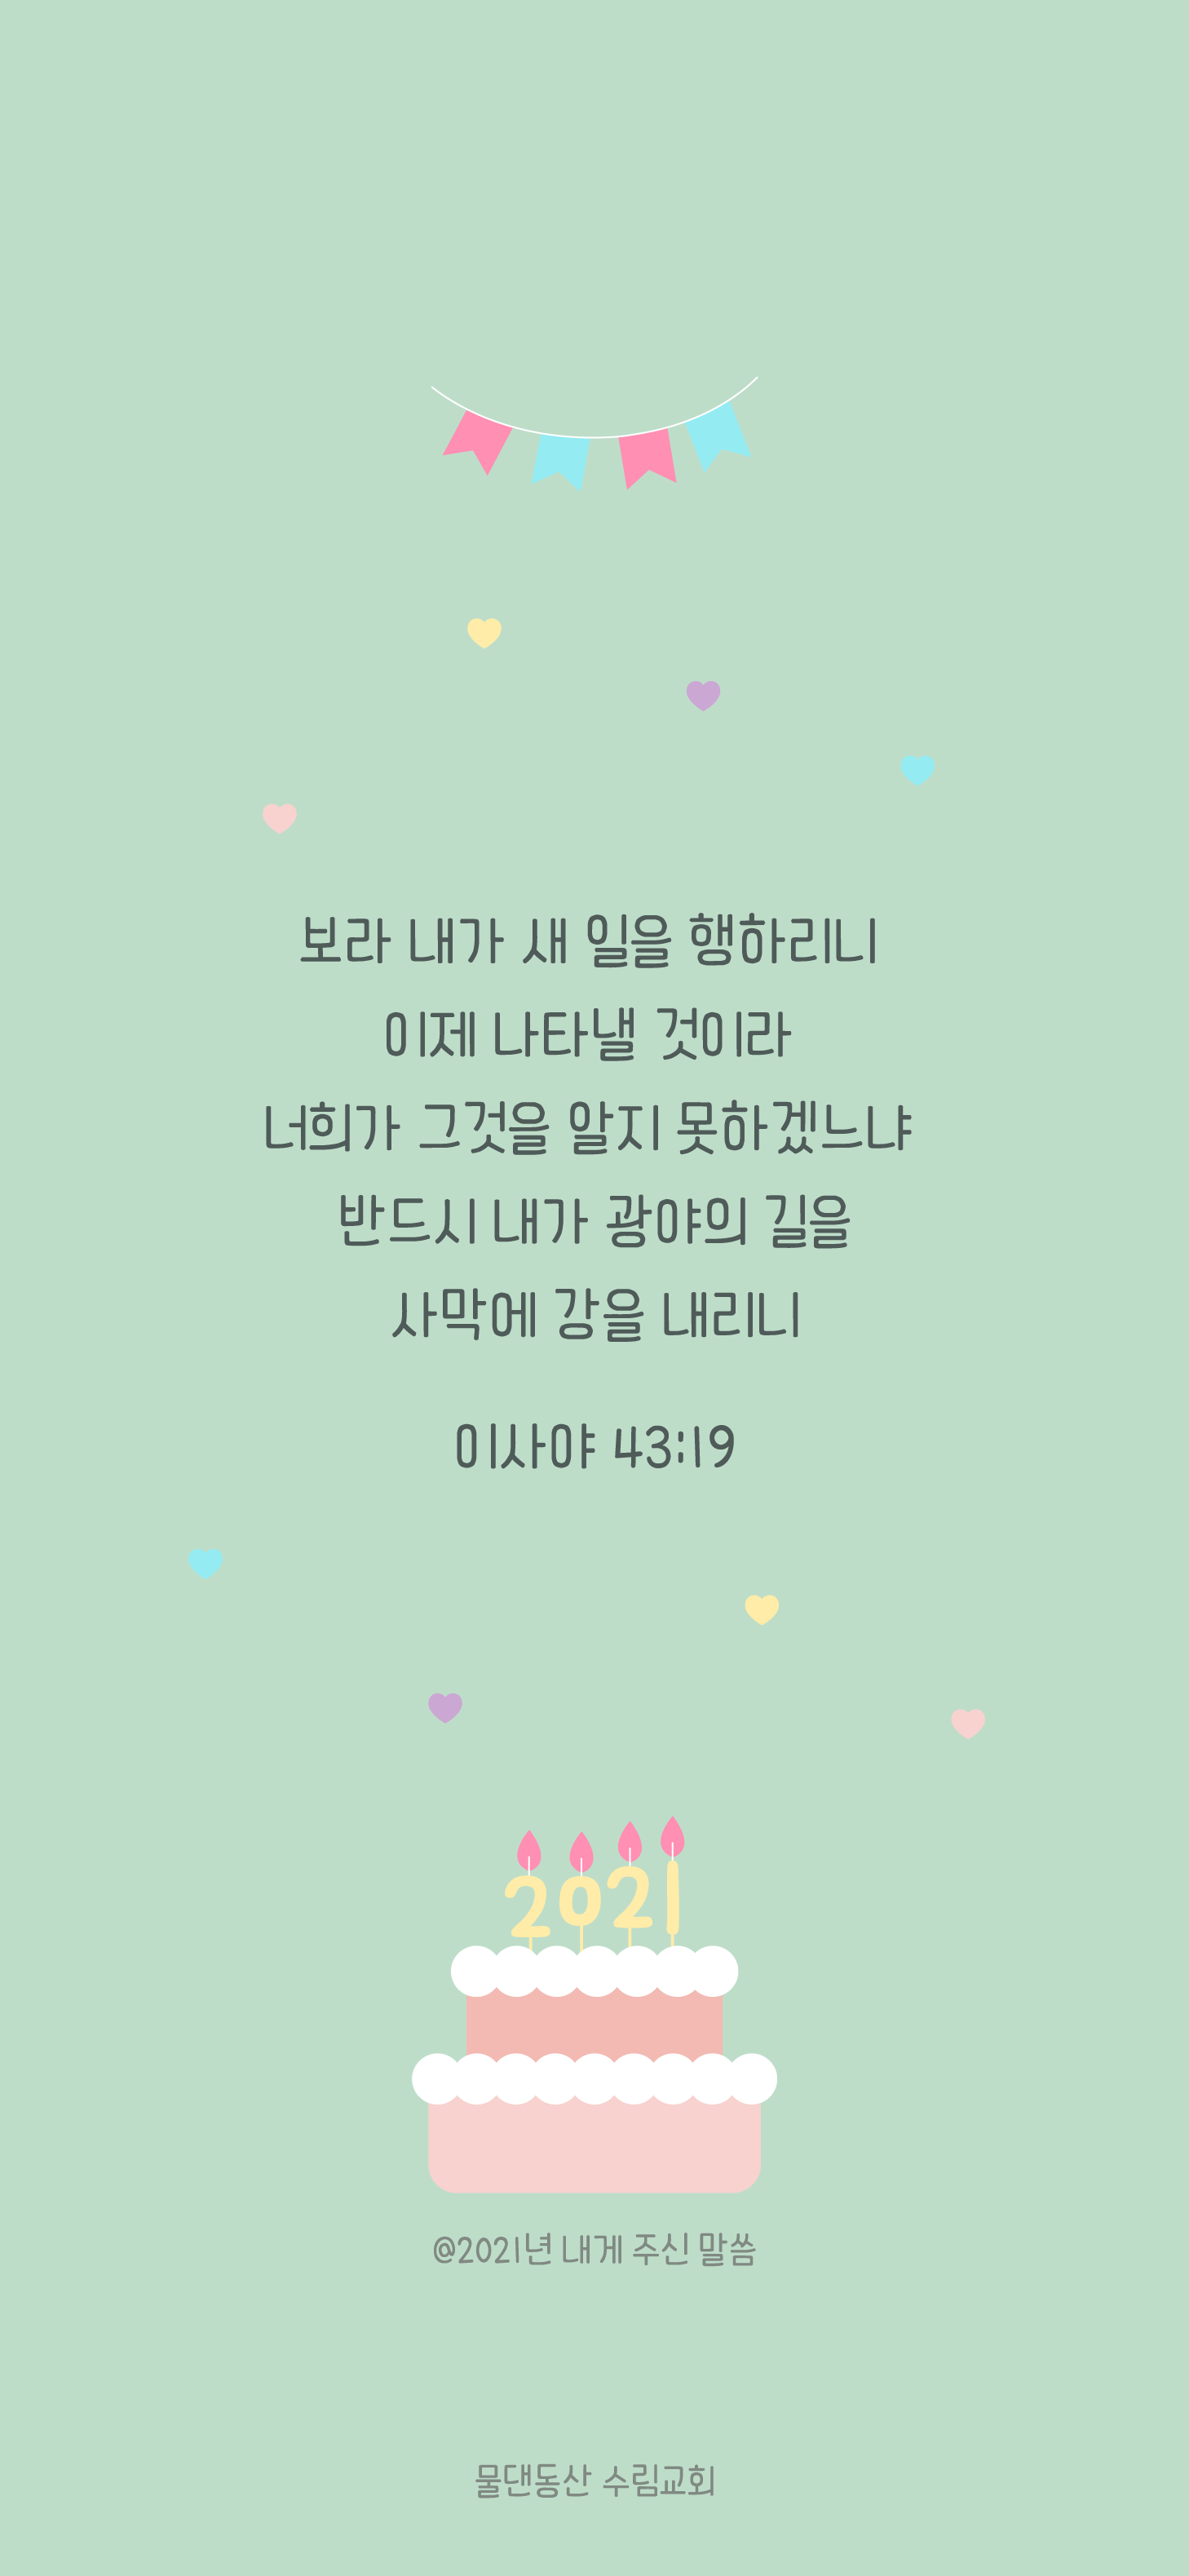 보라 내가 새 일을 행하리니
이제 나타낼 것이라
너희가 그것을 알지 못하겠느냐
반드시 내가 광야의 길을
사막에 강을 내리니
이사야 43:19
2021
@2021년 내게 주신 말씀
물댄동산 수림교회